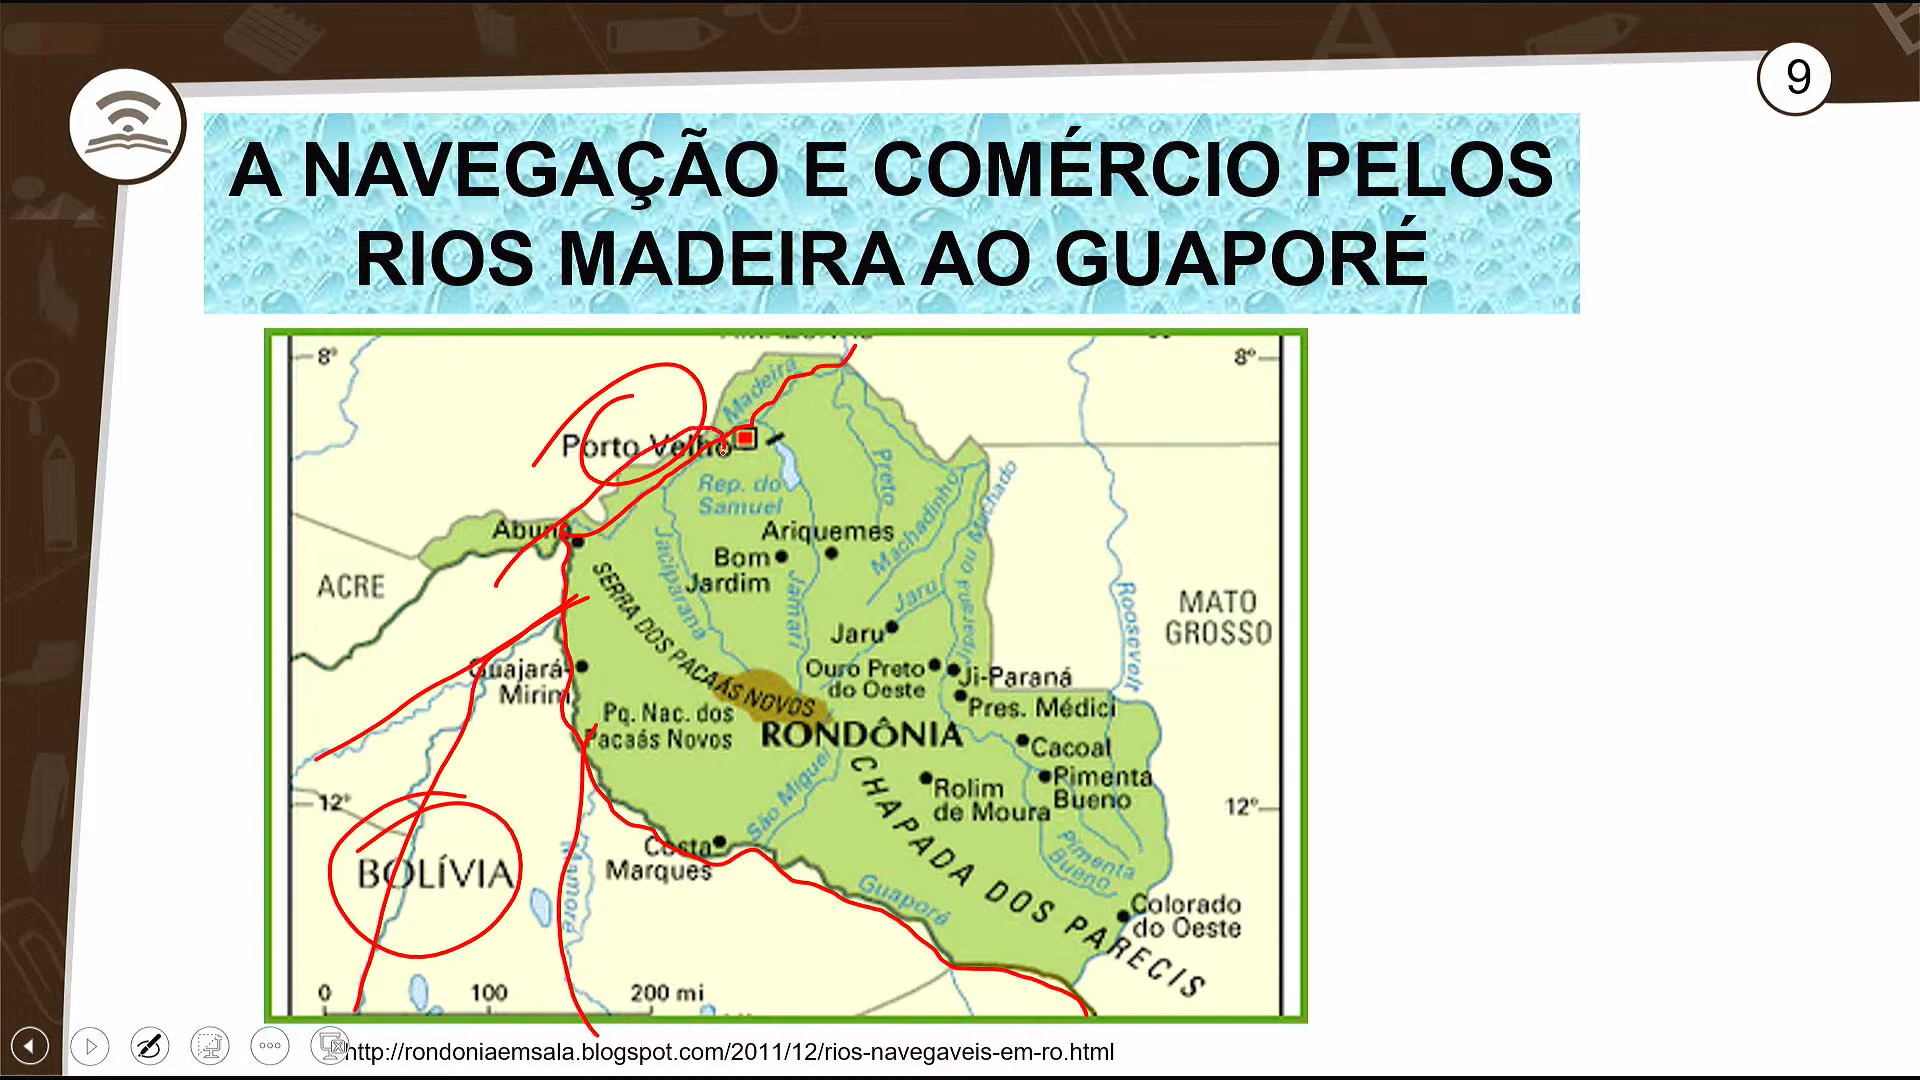 9
A NAVEGAÇÃO E COMÉRCIO PELOS
RIOS MADEIRA AO GUAPORÉ
8°
8°
Madeira
Porto Velho
Preto
Rep. do
Samuel
Machadinho
Jiparaná ou Machado
Abunã
Ariquemes
Bom
Jardim
Jaciparaná
Jamari
ACRE
SERRA DOS PACAÁS NOVOS
Jaru
Roosevelt
MATO
GROSSO
Jaru
Guajará-
Mirim
Ouro Preto
do Oeste
Ji-Paraná
Pres. Médici
Pq. Nac. dos
Pacaás Novos
RONDÔNIA
Cacoal
São Miguel
CHAPADA DOS PARECIS
Rolim
de Moura
Pimenta
Bueno
12°
12°
Costa
Marques
Pimenta
Bueno
BOLÍVIA
Mamoré
Guaporé
Colorado
do Oeste
0 100 200 mi
http://rondoniaemsala.blogspot.com/2011/12/rios-navegaveis-em-ro.html